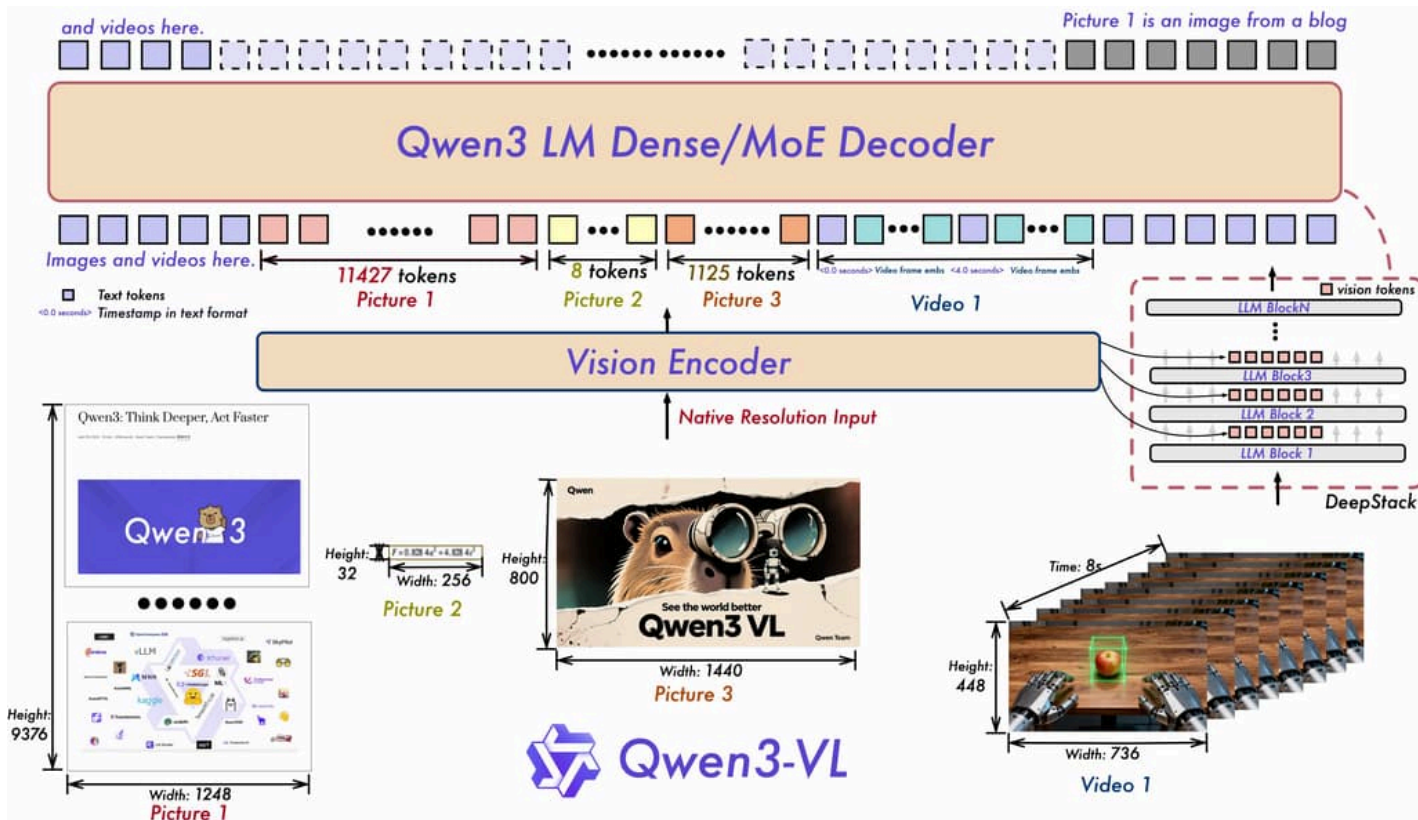 and videos here.
Picture 1 is an image from a blog
Qwen3 LM Dense/MoE Decoder
Images and videos here.
11427 tokens
Picture 1
8 tokens
Picture 2
1125 tokens
Picture 3
<0.0 seconds> Video frame embs <4.0 seconds> Video frame embs
Video 1
Text tokens
<0.0 seconds> Timestamp in text format
vision tokens
LLM BlockN
LLM Block3
LLM Block 2
LLM Block 1
DeepStack
Vision Encoder
Native Resolution Input
Qwen3: Think Deeper, Act Faster
Qwen3
vLLM
SGL
kaggle
MNN
SkyPilot
Height:
9376
Width: 1248
Picture 1
Height:
32
Width: 256
Picture 2
Height:
800
Qwen
See the world better
Qwen3 VL
Qwen Team
Width: 1440
Picture 3
Time: 8s
Height:
448
Width: 736
Video 1
Qwen3-VL